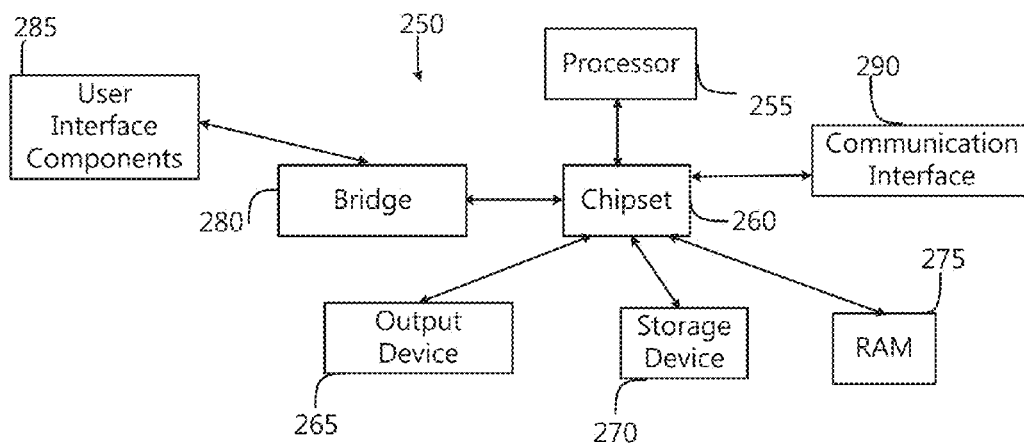 285
250
Processor
290
User
Interface
Components
255
Communication
Interface
Bridge
Chipset
280
260
275
Output
Device
Storage
Device
RAM
265
270